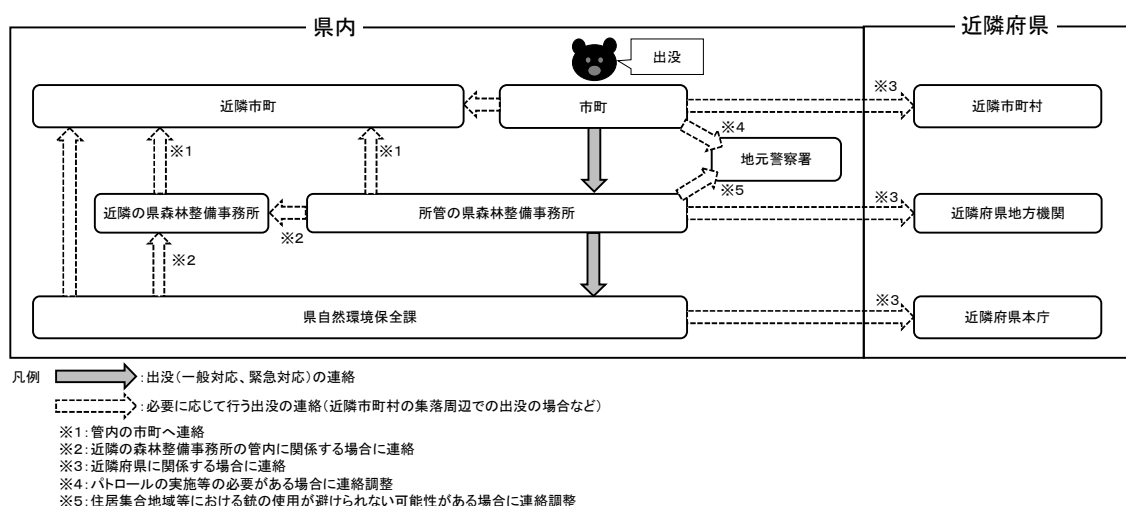 県内
近隣府県
出没
近隣市町
市町
※3
近隣市町村
※4
地元警察署
※1
※1
※5
近隣の県森林整備事務所
所管の県森林整備事務所
※3
近隣府県地方機関
※2
※2
※3
県自然環境保全課
近隣府県本庁
凡例
:出没(一般対応、緊急対応)の連絡
:必要に応じて行う出没の連絡(近隣市町村の集落周辺での出没の場合など)
※1:管内の市町へ連絡
※2:近隣の森林整備事務所の管内に関係する場合に連絡
※3:近隣府県に関係する場合に連絡
※4:パトロールの実施等の必要がある場合に連絡調整
※5:住居集合地域等における銃の使用が避けられない可能性がある場合に連絡調整